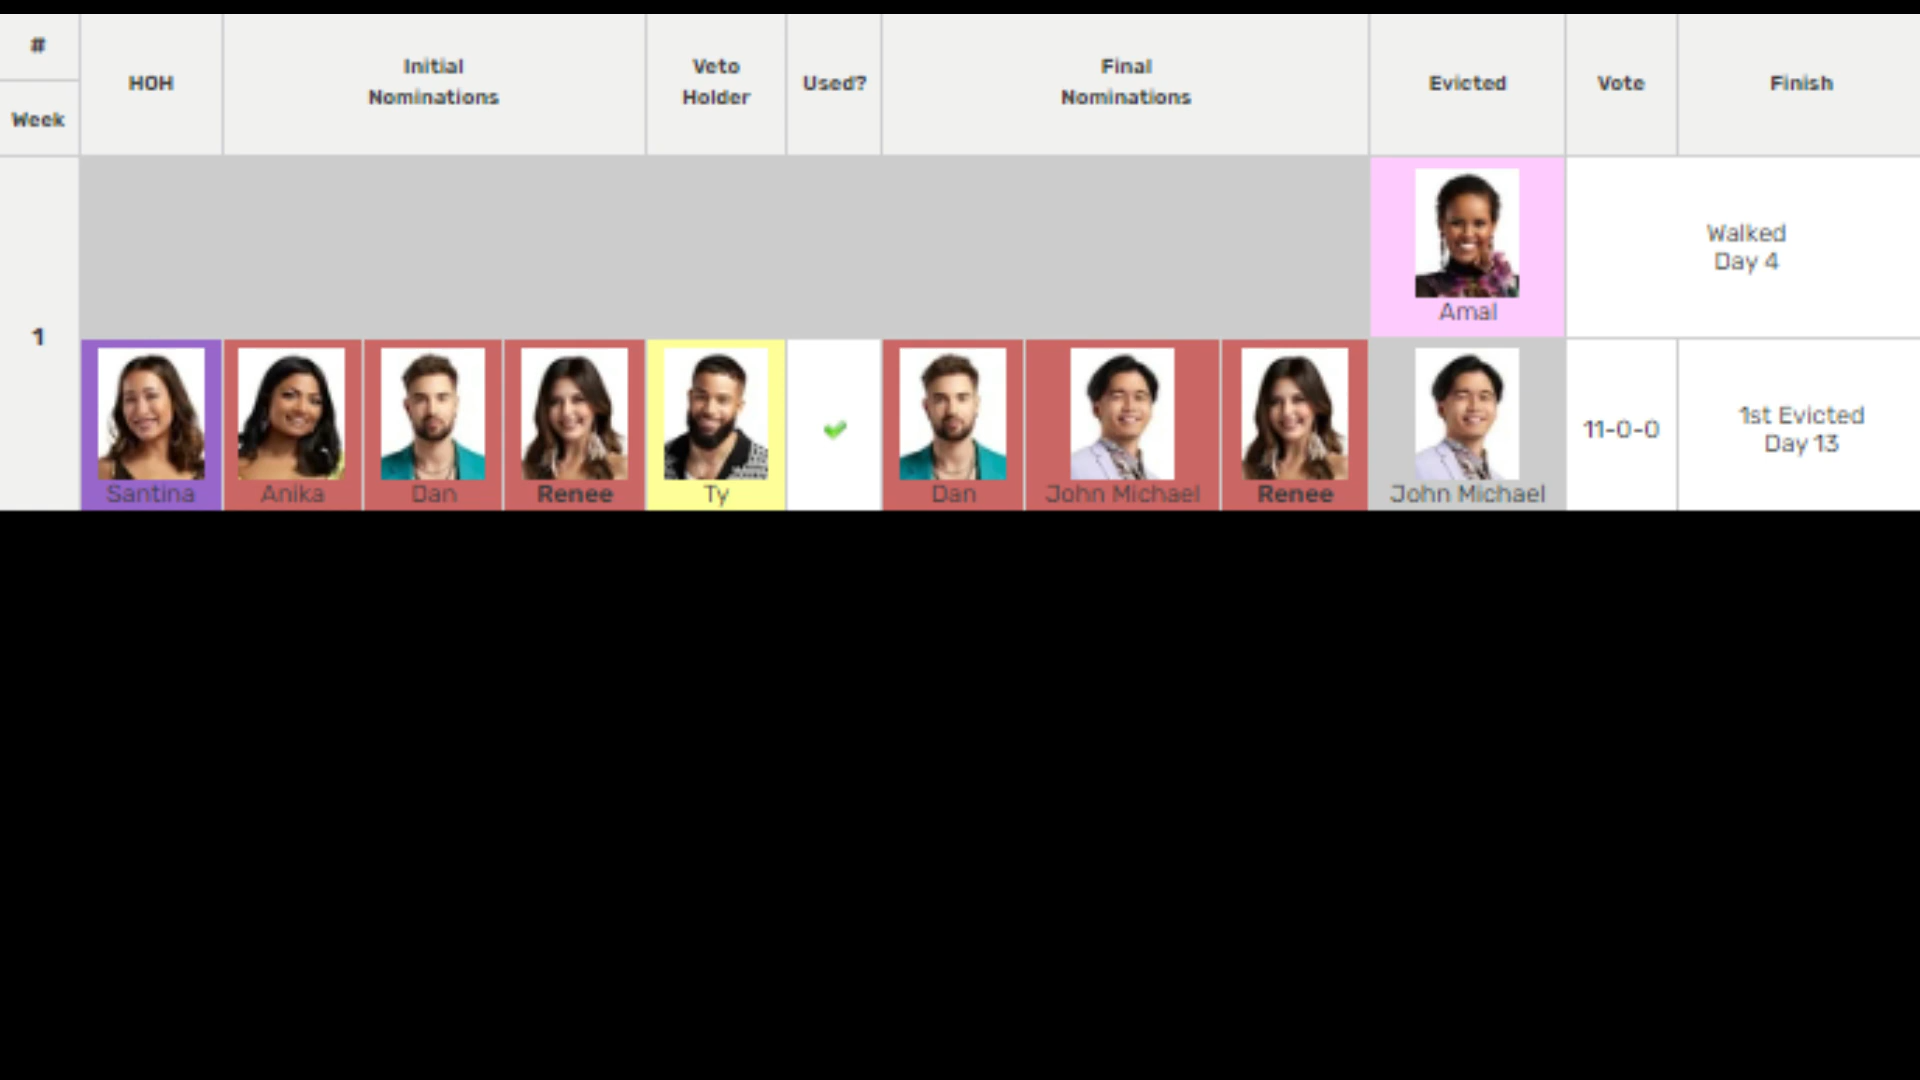 #
Week
HOH
Initial
Nominations
Veto
Holder
Used?
Final
Nominations
Evicted
Vote
Finish
1
Amal
Walked
Day 4
Santina
Anika
Dan
Renee
Ty
Dan
John Michael
Renee
John Michael
11-0-0
1st Evicted
Day 13